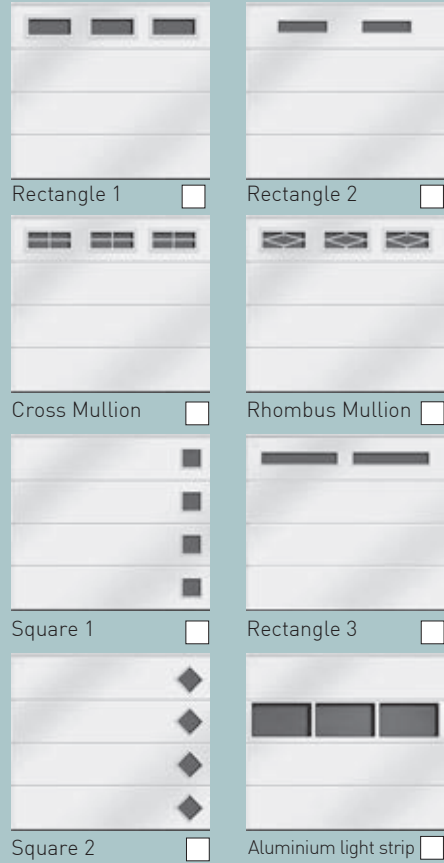 Rectangle 1
Rectangle 2
Cross Mullion
Rhombus Mullion
Square 1
Rectangle 3
Square 2
Aluminium light strip